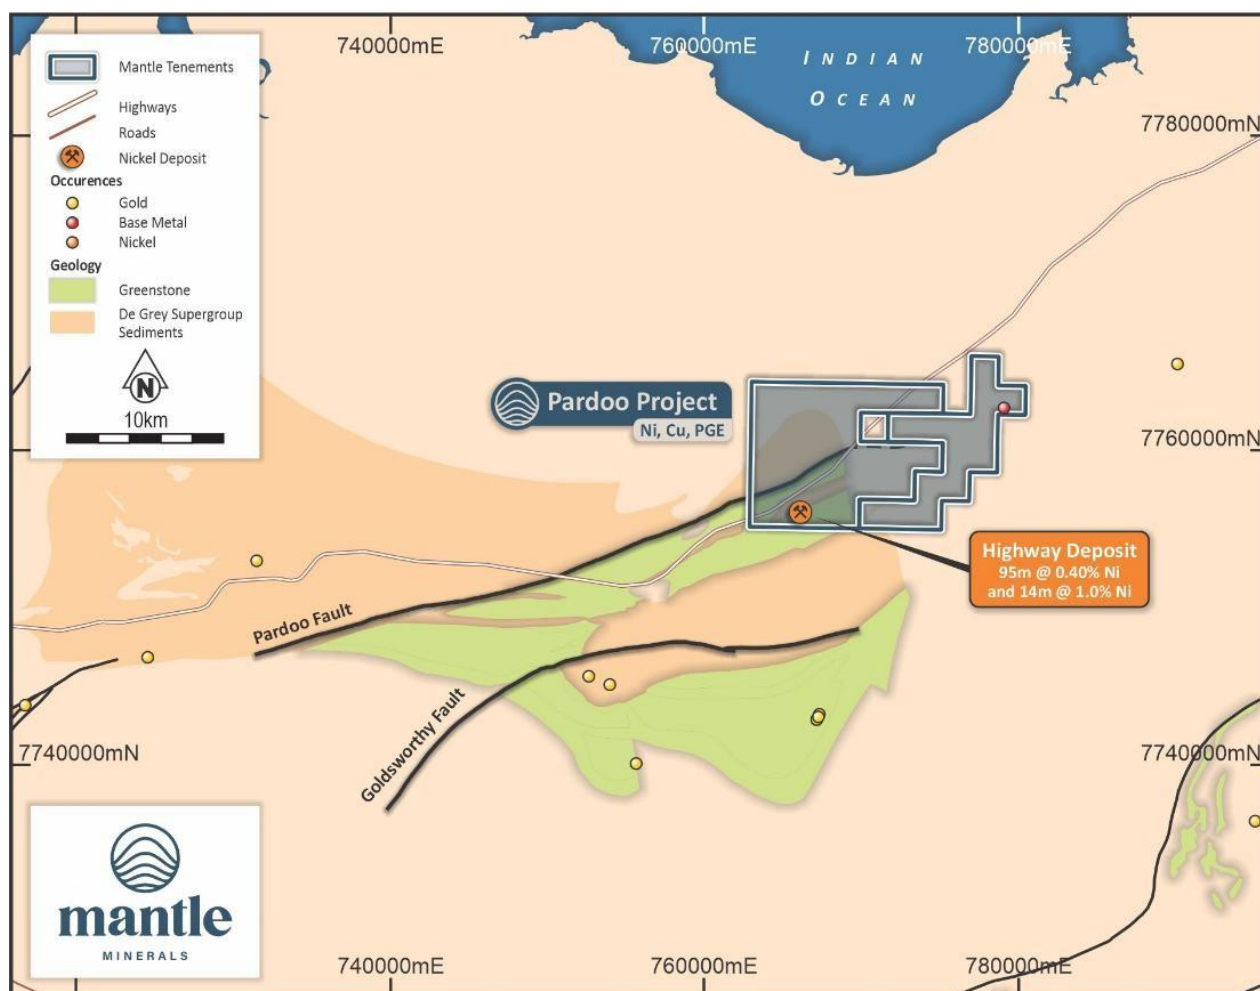 740000mE
760000mE
780000mE
INDIAN
OCEAN
Mantle Tenements
Highways
Roads
Nickel Deposit
Occurences
Gold
Base Metal
Nickel
Geology
Greenstone
De Grey Supergroup
Sediments
N
10km
7780000mN
Pardoo Project
Ni, Cu, PGE
7760000mN
Highway Deposit
95m @ 0.40% Ni
and 14m @ 1.0% Ni
Pardoo Fault
Goldsworthy Fault
7740000mN
7740000mN
mantle
MINERALS
740000mE
760000mE
780000mE